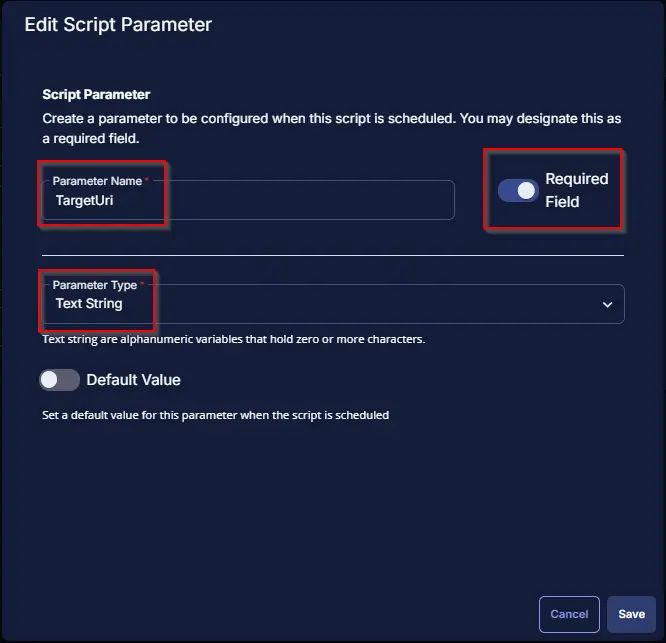 Edit Script Parameter
Script Parameter
Create a parameter to be configured when this script is scheduled. You may designate this as
a required field.
Parameter Name *
TargetUri
Required
Field
Parameter Type *
Text String
Text string are alphanumeric variables that hold zero or more characters.
Default Value
Set a default value for this parameter when the script is scheduled
Cancel
Save